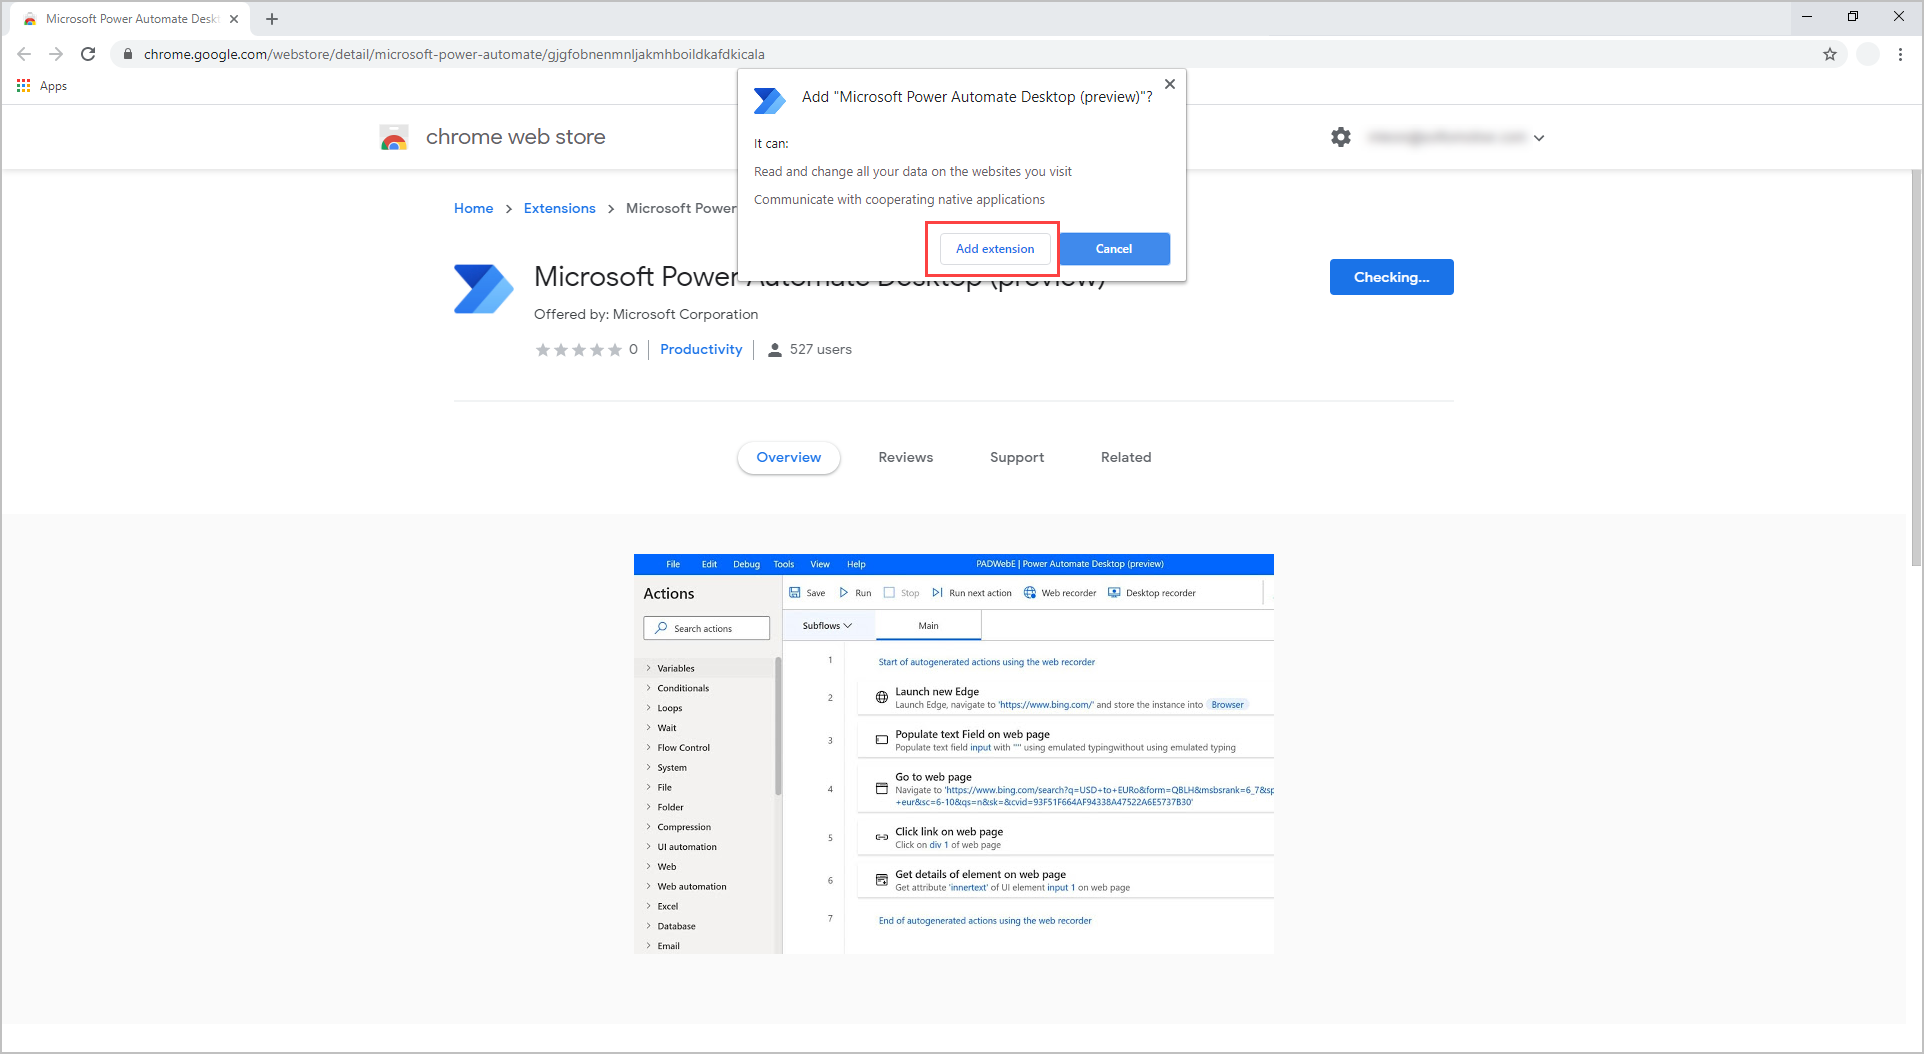 Microsoft Power Automate Desk
chrome.google.com/webstore/detail/microsoft-power-automate/gjgfobnenmnljakmhboildkafdkicala
Apps
chrome web store
Add "Microsoft Power Automate Desktop (preview)"?
It can:
Read and change all your data on the websites you visit
Communicate with cooperating native applications
Add extension
Cancel
Home > Extensions > Microsoft Power
Microsoft Power Automate Desktop (preview)
Checking...
Offered by: Microsoft Corporation
0 Productivity 527 users
Overview Reviews Support Related
File Edit Debug Tools View Help PADWebE | Power Automate Desktop (preview)
Actions
Save Run Stop Run next action Web recorder Desktop recorder
Search actions
Subflows Main
Variables
Conditionals
Loops
Wait
Flow Control
System
File
Folder
Compression
UI automation
Web
Web automation
Excel
Database
Email
1 Start of autogenerated actions using the web recorder
2 Launch new Edge
Launch Edge, navigate to 'https://www.bing.com/' and store the instance into Browser
3 Populate text Field on web page
Populate text field input with "" using emulated typingwithout using emulated typing
4 Go to web page
Navigate to 'https://www.bing.com/search?q=USD+to+EURo&form=QBLH&msbsrank=6_7&sp
+eur&sc=6-10&qs=n&sk=&cvid=93F51F664AF94338A47522A6E5737B30'
5 Click link on web page
Click on div 1 of web page
6 Get details of element on web page
Get attribute 'innertext' of UI element input 1 on web page
7 End of autogenerated actions using the web recorder